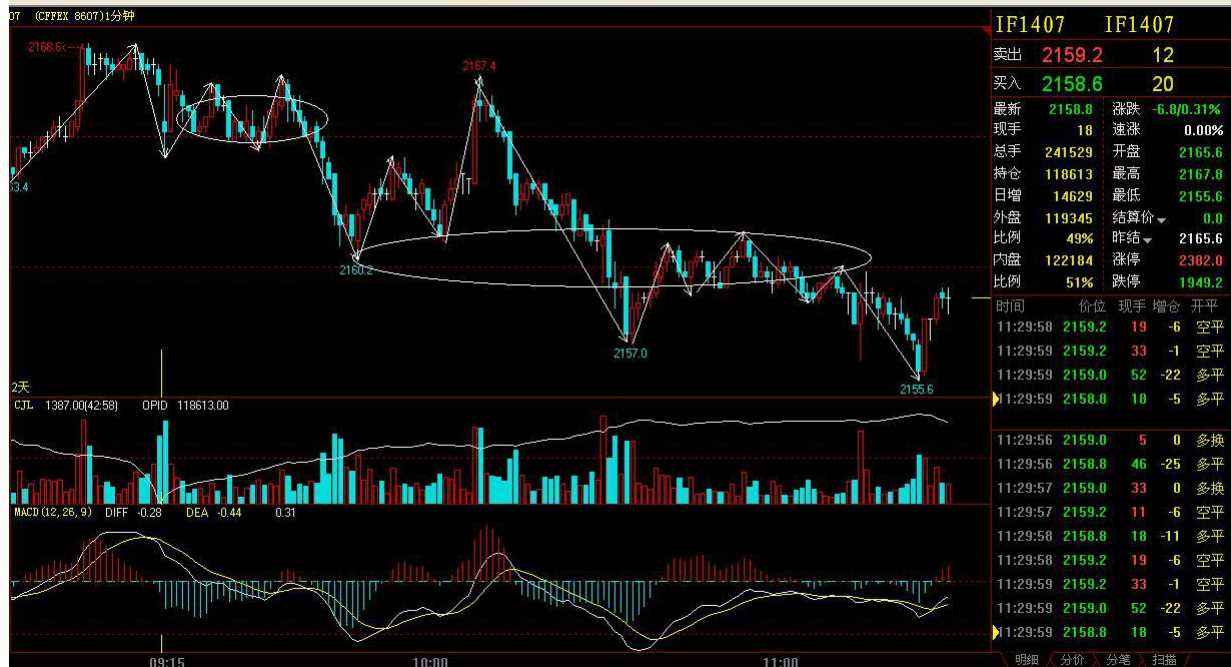 07 (CFFEX 8607)1分钟
2168.6
2167.4
53.4
2160.2
2157.0
2155.6
2天
CJL 1387.00(42:58) OPID 118613.00
MACD(12,26,9) DIFF -0.28 DEA -0.44 0.31
09:15 10:00 11:00
IF1407 IF1407
卖出 2159.2 12
买入 2158.6 20
最新 2158.8 涨跌 -6.8/0.31%
现手 18 速涨 0.00%
总手 241529 开盘 2165.6
持仓 118613 最高 2167.8
日增 14629 最低 2155.6
外盘 119345 结算价 0.0
比例 49% 昨结 2165.6
内盘 122184 涨停 2382.0
比例 51% 跌停 1949.2
时间 价位 现手 增仓 开平
11:29:58 2159.2 19 -6 空平
11:29:59 2159.2 33 -1 空平
11:29:59 2159.0 52 -22 多平
11:29:59 2158.8 18 -5 多平
11:29:56 2159.0 5 0 多换
11:29:56 2158.8 46 -25 多平
11:29:57 2159.0 33 0 多换
11:29:57 2159.2 11 -6 空平
11:29:58 2158.8 18 -11 多平
11:29:58 2159.2 19 -6 空平
11:29:59 2159.2 33 -1 空平
11:29:59 2159.0 52 -22 多平
11:29:59 2158.8 18 -5 多平
明细 分价 分笔 扫描